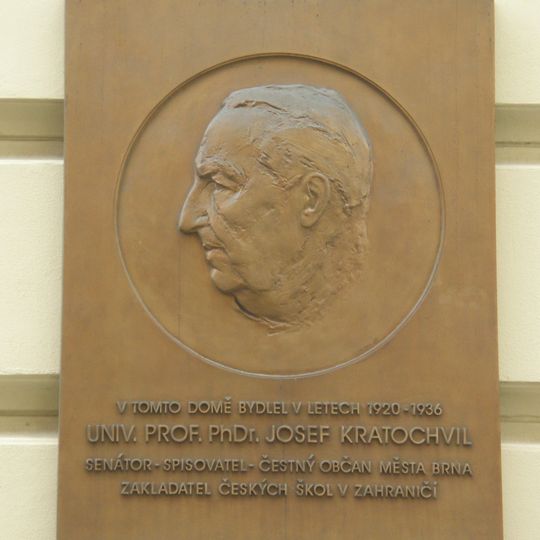 V TOMTO DOMĚ BYDLEL V LETECH 1920-1936
UNIV. PROF. PhDr. JOSEF KRATOCHVIL
SENÁTOR - SPISOVATEL - ČESTNÝ OBČAN MĚSTA BRNA
ZAKLADATEL ČESKÝCH ŠKOL V ZAHRANIČÍ